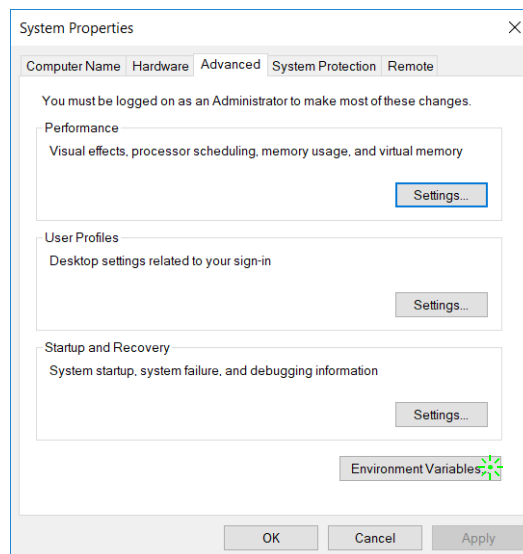 System Properties
Computer Name Hardware Advanced System Protection Remote
You must be logged on as an Administrator to make most of these changes.
Performance
Visual effects, processor scheduling, memory usage, and virtual memory
Settings...
User Profiles
Desktop settings related to your sign-in
Settings...
Startup and Recovery
System startup, system failure, and debugging information
Settings...
Environment Variables...
OK Cancel Apply